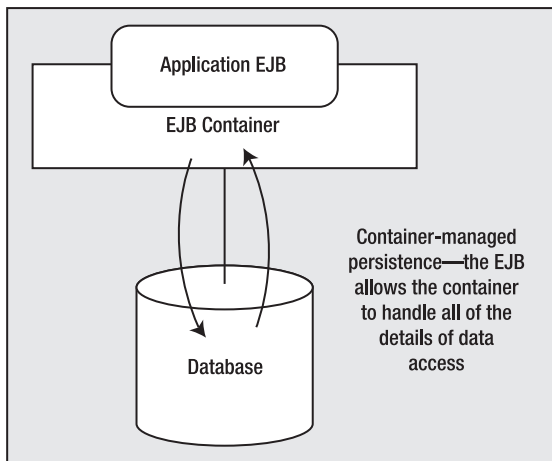 Application EJB
EJB Container
Container-managed
persistence—the EJB
allows the container
to handle all of the
details of data
access
Database